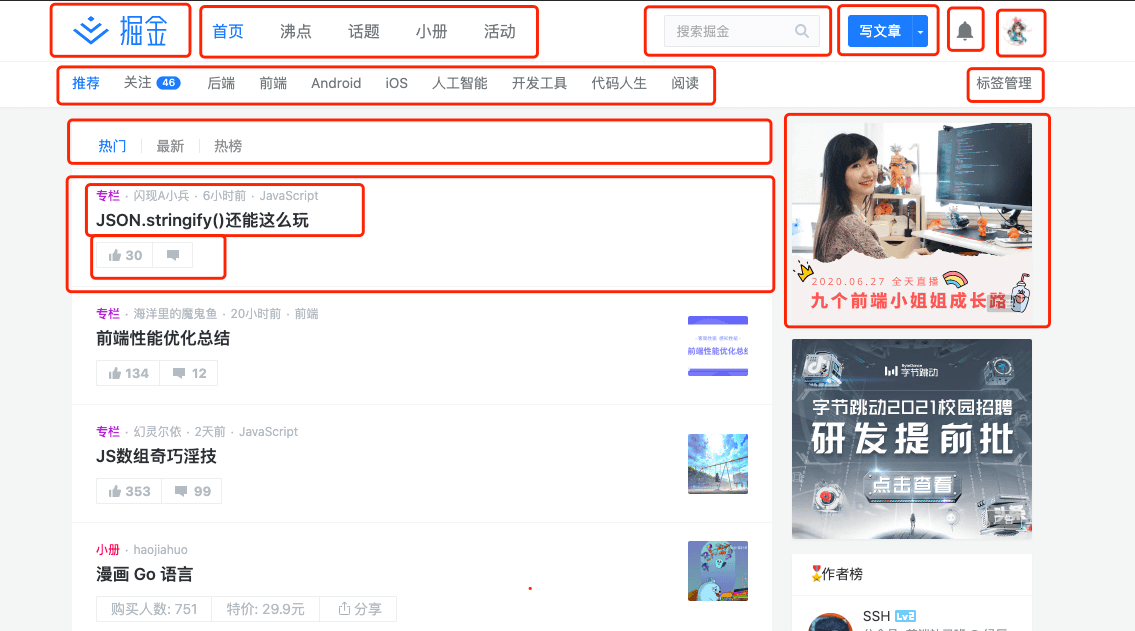 掘金 首页 沸点 话题 小册 活动 搜索掘金 写文章
推荐 关注 46 后端 前端 Android iOS 人工智能 开发工具 代码人生 阅读 标签管理
热门 最新 热榜
专栏 · 闪现A小兵 · 6小时前 · JavaScript
JSON.stringify()还能这么玩
30
专栏 · 海洋里的魔鬼鱼 · 20小时前 · 前端
前端性能优化总结
134 12
前端性能优化总结
专栏 · 幻灵尔依 · 2天前 · JavaScript
JS数组奇巧淫技
353 99
小册 · haojiahuo
漫画 Go 语言
购买人数: 751 特价: 29.9元 分享
2020.06.27 全天直播
九个前端小姐姐成长路
ByteDance
字节跳动
字节跳动2021校园招聘
研发提前批
点击查看
作者榜
SSH Lv2